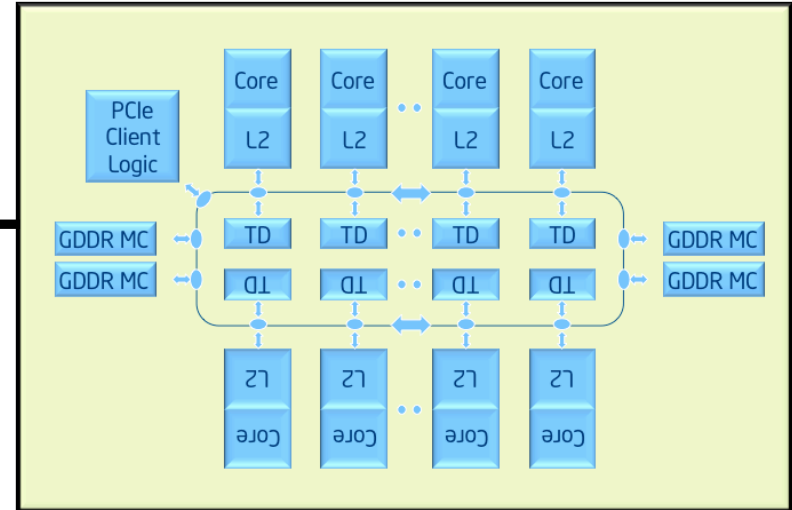 Core Core Core Core
PCIe
Client
Logic
L2 L2 L2 L2
TD TD TD TD
GDDR MC GDDR MC
GDDR MC GDDR MC
TD TD TD TD
L2 L2 L2 L2
Core Core Core Core